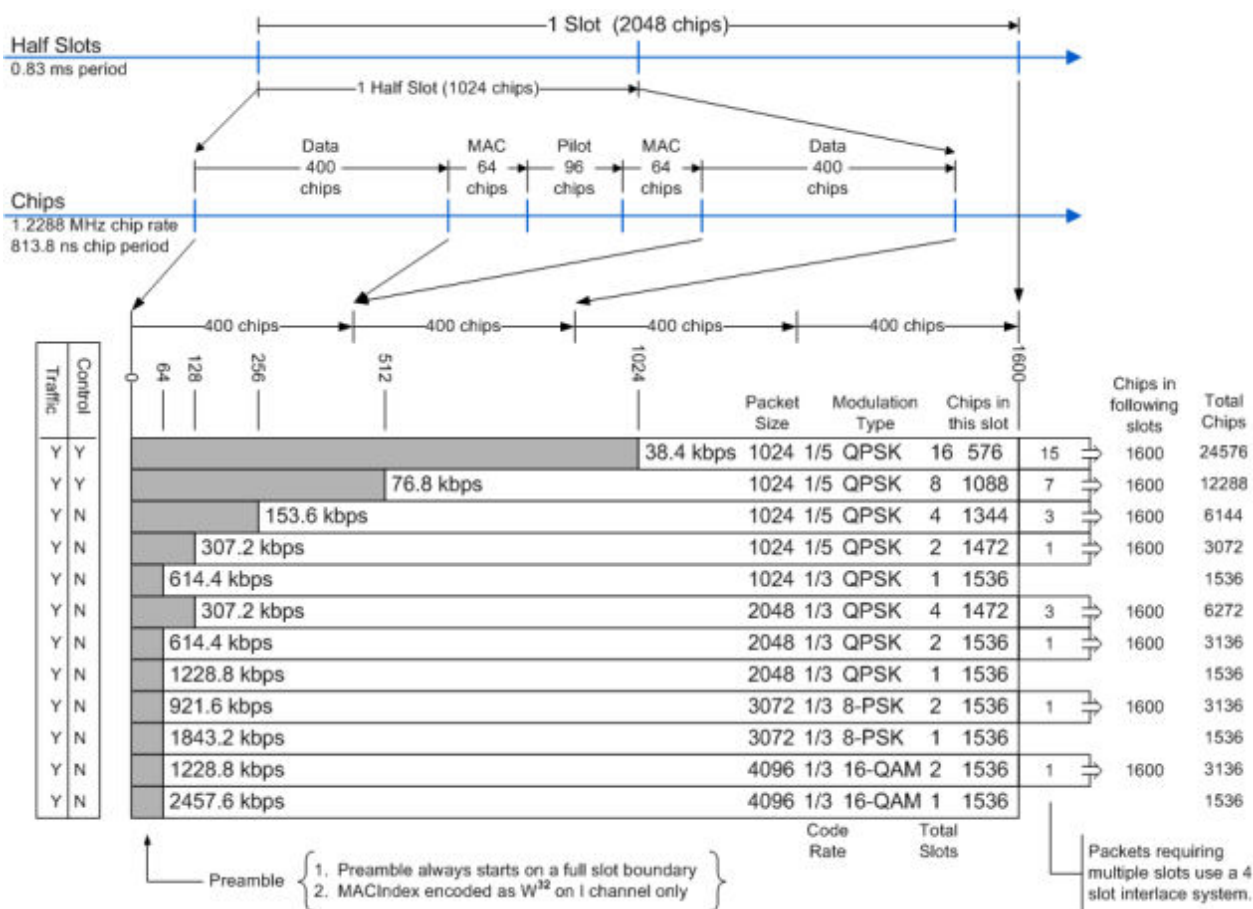 1 Slot (2048 chips)
Half Slots
0.83 ms period
1 Half Slot (1024 chips)
Data MAC Pilot MAC Data
400 64 96 64 400
chips chips chips chips chips
Chips
1.2288 MHz chip rate
813.8 ns chip period
400 chips 400 chips 400 chips 400 chips
Traffic Control 0 64 128 256 512 1024 1600
Packet Size Modulation Type Chips in this slot Chips in following slots Total Chips
Y Y 38.4 kbps 1024 1/5 QPSK 16 576 15 1600 24576
Y Y 76.8 kbps 1024 1/5 QPSK 8 1088 7 1600 12288
Y N 153.6 kbps 1024 1/5 QPSK 4 1344 3 1600 6144
Y N 307.2 kbps 1024 1/5 QPSK 2 1472 1 1600 3072
Y N 614.4 kbps 1024 1/3 QPSK 1 1536 1536
Y N 307.2 kbps 2048 1/3 QPSK 4 1472 3 1600 6272
Y N 614.4 kbps 2048 1/3 QPSK 2 1536 1 1600 3136
Y N 1228.8 kbps 2048 1/3 QPSK 1 1536 1536
Y N 921.6 kbps 3072 1/3 8-PSK 2 1536 1 1600 3136
Y N 1843.2 kbps 3072 1/3 8-PSK 1 1536 1536
Y N 1228.8 kbps 4096 1/3 16-QAM 2 1536 1 1600 3136
Y N 2457.6 kbps 4096 1/3 16-QAM 1 1536 1536
Code Rate Total Slots
Preamble
1. Preamble always starts on a full slot boundary
2. MACIndex encoded as W³² on I channel only
Packets requiring
multiple slots use a 4
slot interlace system.